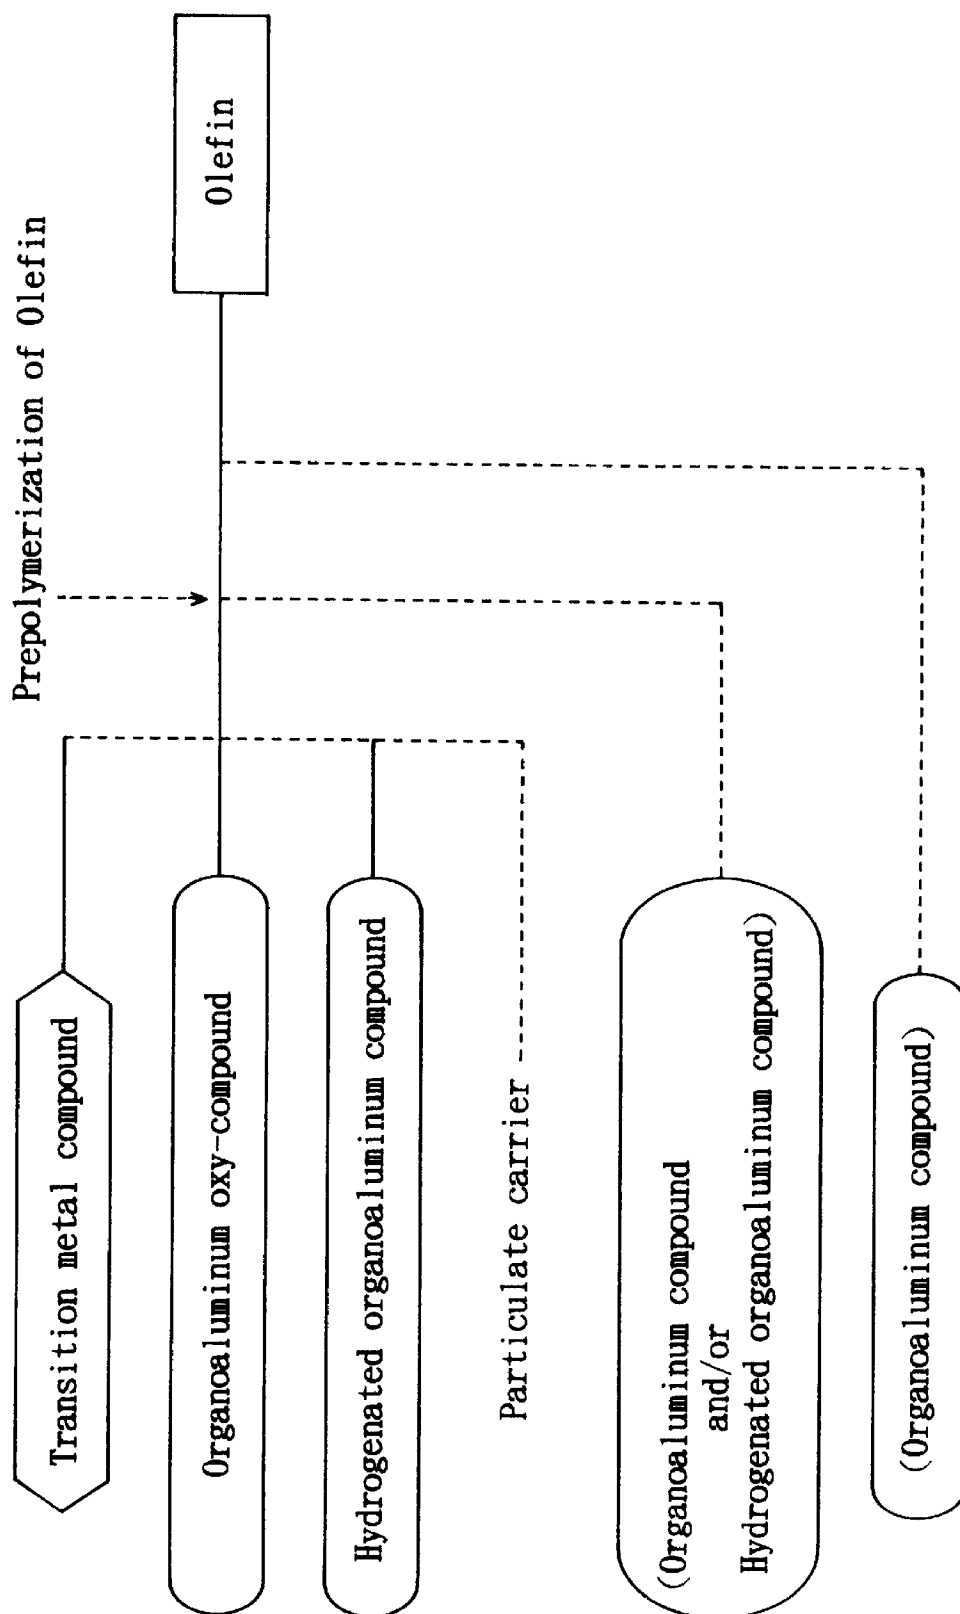 Transition metal compound
Organoaluminum oxy-compound
Hydrogenated organoaluminum compound
Particulate carrier
(Organoaluminum compound
and/or
Hydrogenated organoaluminum compound)
(Organoaluminum compound)
Prepolymerization of Olefin
Olefin